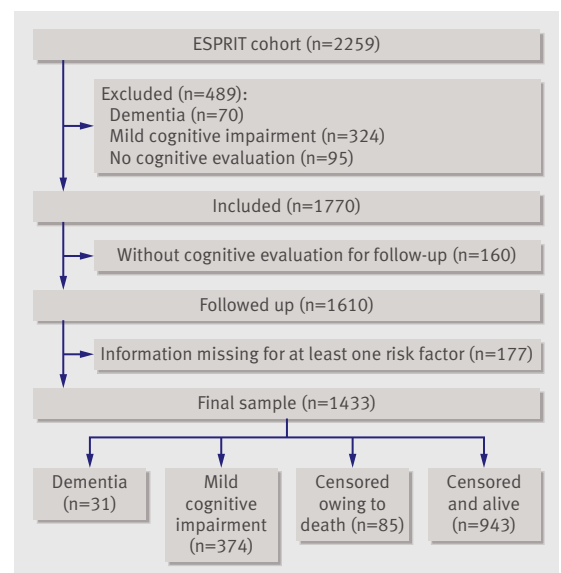 ESPRIT cohort (n=2259)
Excluded (n=489):
Dementia (n=70)
Mild cognitive impairment (n=324)
No cognitive evaluation (n=95)
Included (n=1770)
Without cognitive evaluation for follow-up (n=160)
Followed up (n=1610)
Information missing for at least one risk factor (n=177)
Final sample (n=1433)
Dementia
(n=31)
Mild
cognitive
impairment
(n=374)
Censored
owing to
death (n=85)
Censored
and alive
(n=943)